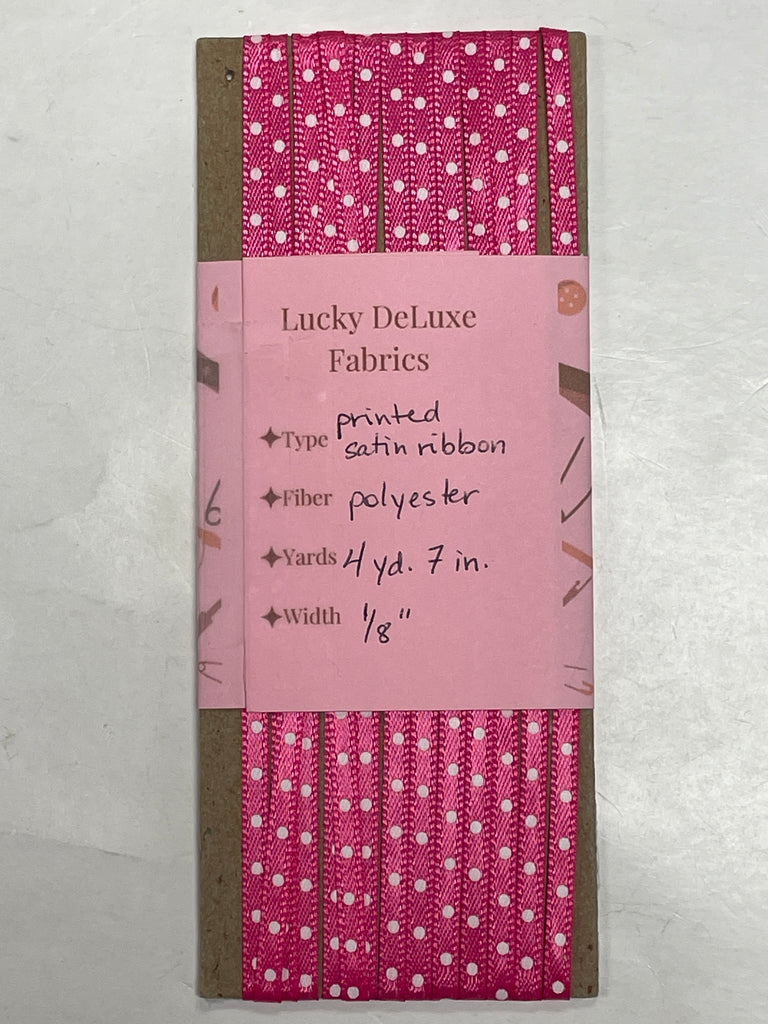 Lucky DeLuxe
Fabrics
Type printed
satin ribbon
Fiber polyester
Yards 4 yd. 7 in.
Width 1/8"